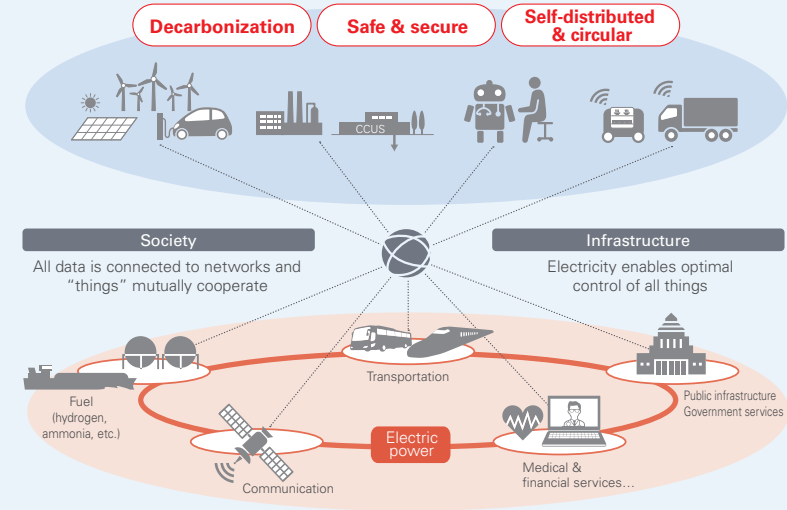 Decarbonization
Safe & secure
Self-distributed
& circular
CCUS
Society
All data is connected to networks and
“things” mutually cooperate
Infrastructure
Electricity enables optimal
control of all things
Transportation
Fuel
(hydrogen,
ammonia, etc.)
Public infrastructure
Government services
Electric
power
Communication
Medical &
financial services…